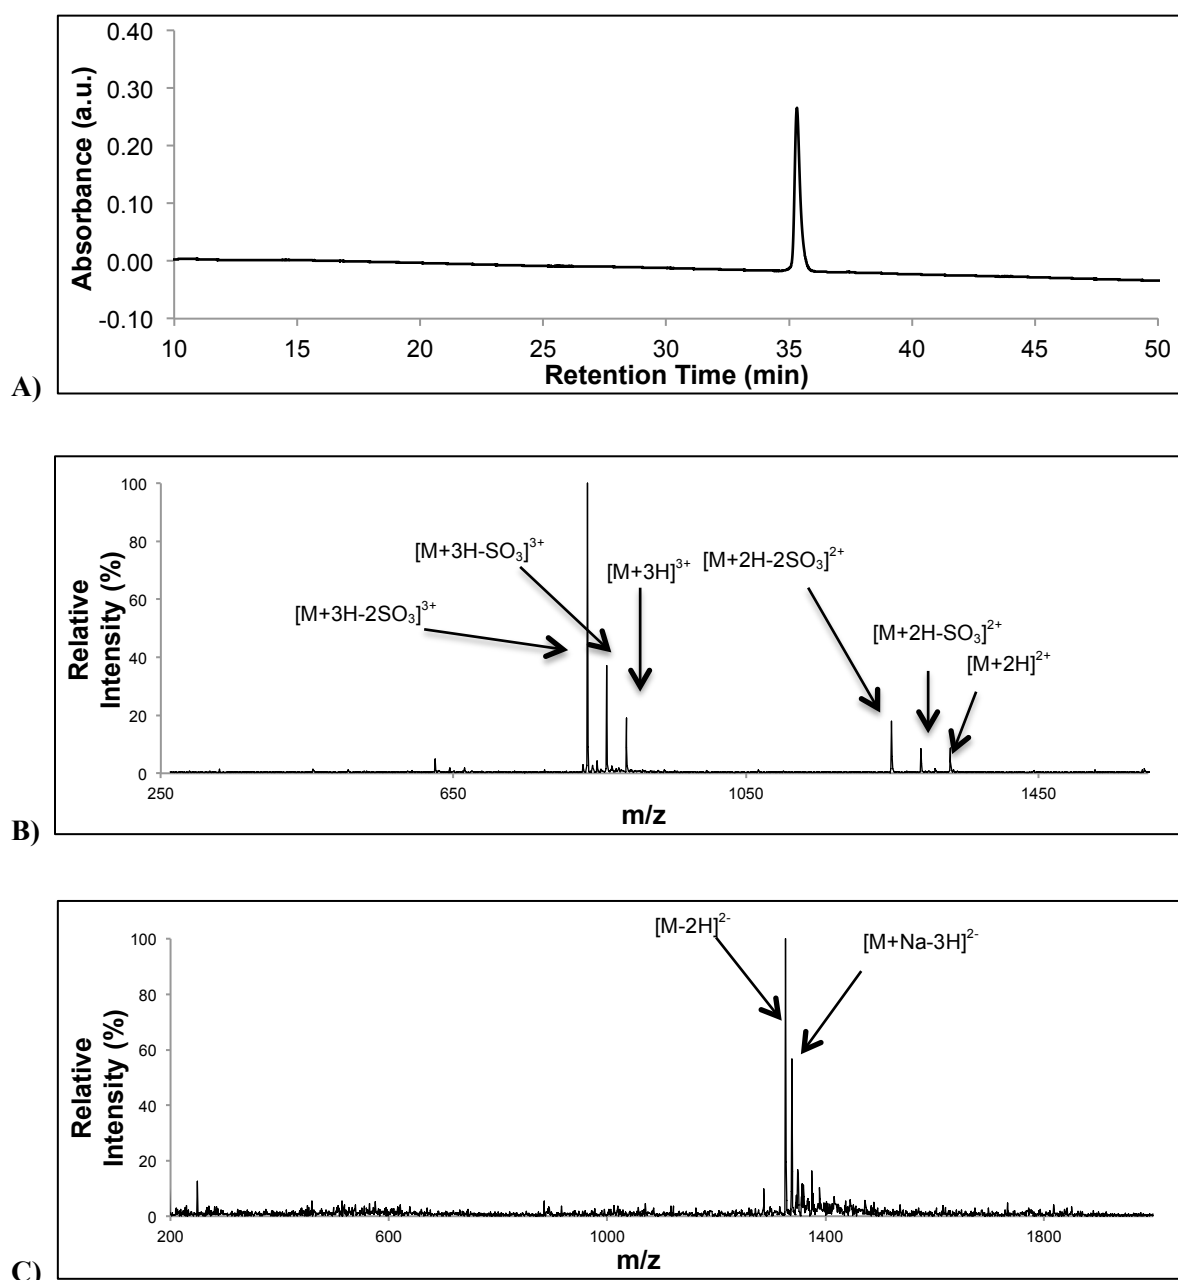 0.40
0.30
0.20
0.10
0.00
-0.10
Absorbance (a.u.)
10 15 20 25 30 35 40 45 50
Retention Time (min)
A)
100
80
60
40
20
0
Relative
Intensity (%)
[M+3H-2SO₃]³⁺
[M+3H-SO₃]³⁺
[M+3H]³⁺
[M+2H-2SO₃]²⁺
[M+2H-SO₃]²⁺
[M+2H]²⁺
250 650 1050 1450
m/z
B)
100
80
60
40
20
0
Relative
Intensity (%)
[M-2H]²⁻
[M+Na-3H]²⁻
200 600 1000 1400 1800
m/z
C)